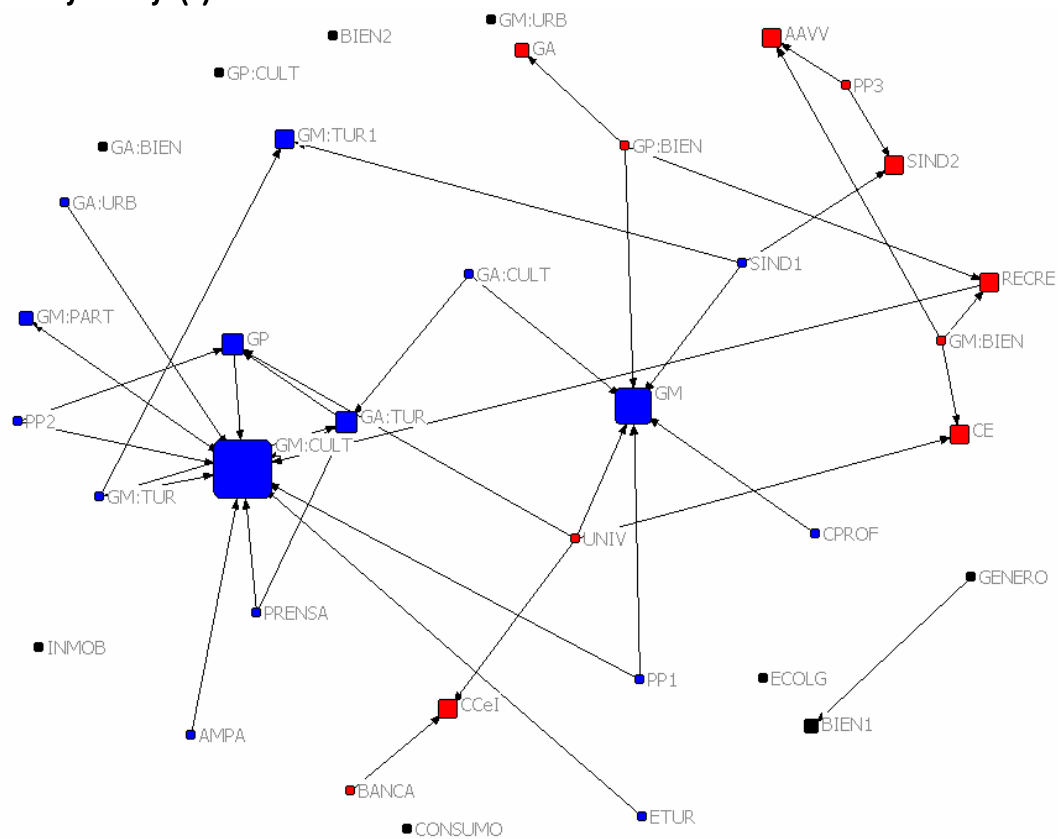 GM:URB
BIEN2
GA
AAVV
GP:CULT
PP3
GM:TUR1
GA:BIEN
GP:BIEN
SIND2
GA:URB
SIND1
GA:CULT
RECRE
GM:PART
GP
GM:BIEN
GM
PP2
GA:TUR
CE
GM:CULT
GM:TUR
CPROF
UNIV
GENERO
PRENSA
INMOB
PP1
ECOLG
CCeI
BIEN1
AMPA
BANCA
ETUR
CONSUMO